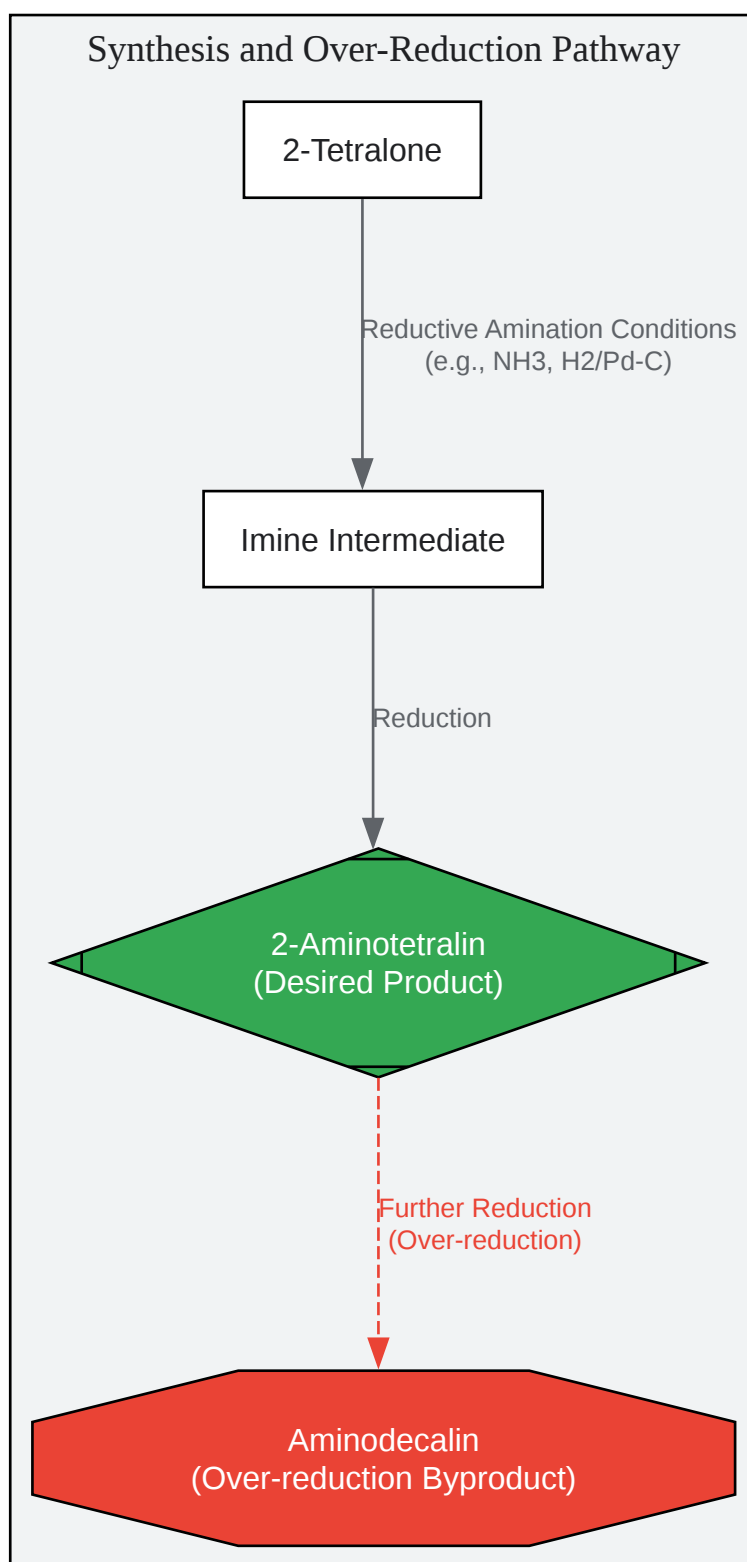 Synthesis and Over-Reduction Pathway
2-Tetralone
Reductive Amination Conditions
(e.g., NH3, H2/Pd-C)
Imine Intermediate
Reduction
2-Aminotetralin
(Desired Product)
Further Reduction
(Over-reduction)
Aminodecalin
(Over-reduction Byproduct)